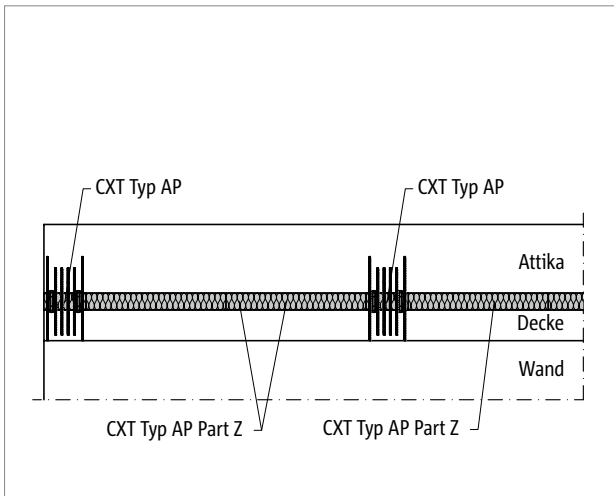 CXT Typ AP
CXT Typ AP
Attika
Decke
Wand
CXT Typ AP Part Z
CXT Typ AP Part Z